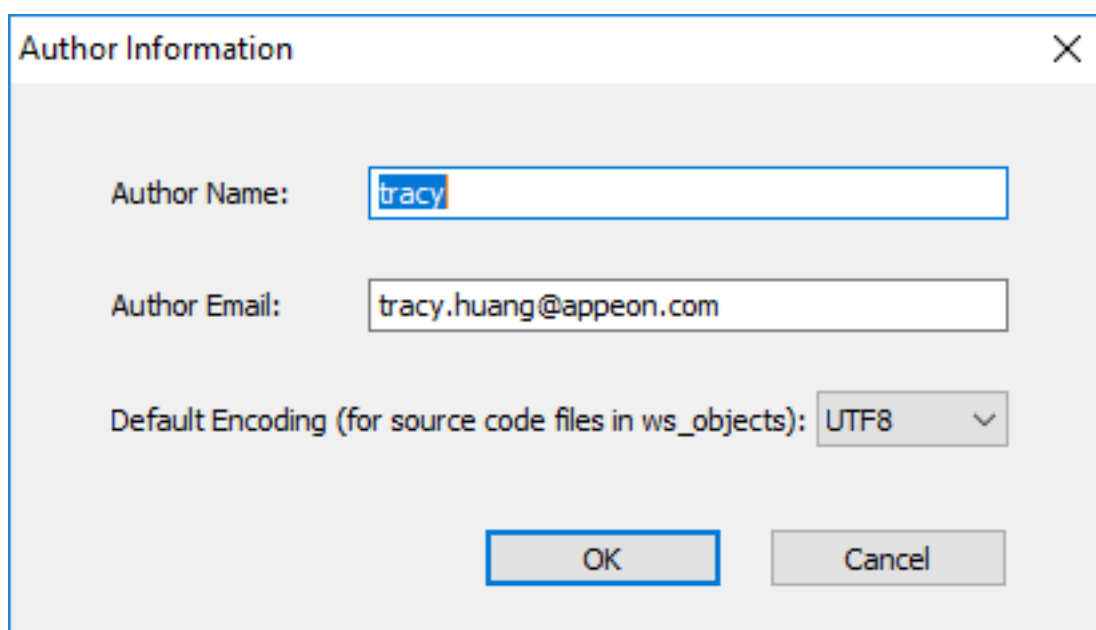 Author Information
Author Name: tracy
Author Email: tracy.huang@appeon.com
Default Encoding (for source code files in ws_objects): UTF8
OK Cancel